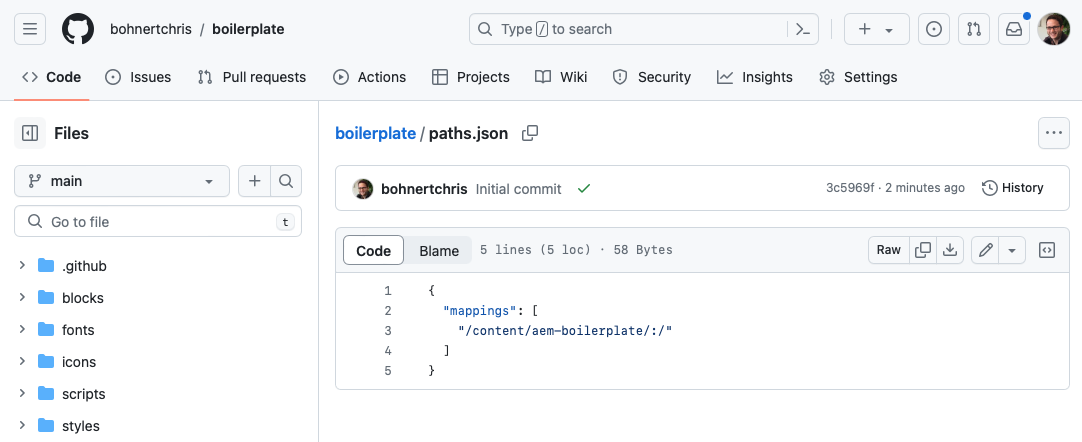 bohnertchris / boilerplate
Type / to search
Code
Issues
Pull requests
Actions
Projects
Wiki
Security
Insights
Settings
Files
main
Go to file
t
.github
blocks
fonts
icons
scripts
styles
boilerplate / paths.json
bohnertchris Initial commit
3c5969f · 2 minutes ago
History
Code
Blame
5 lines (5 loc) · 58 Bytes
Raw
1 {
2 "mappings": [
3 "/content/aem-boilerplate/:/"
4 ]
5 }